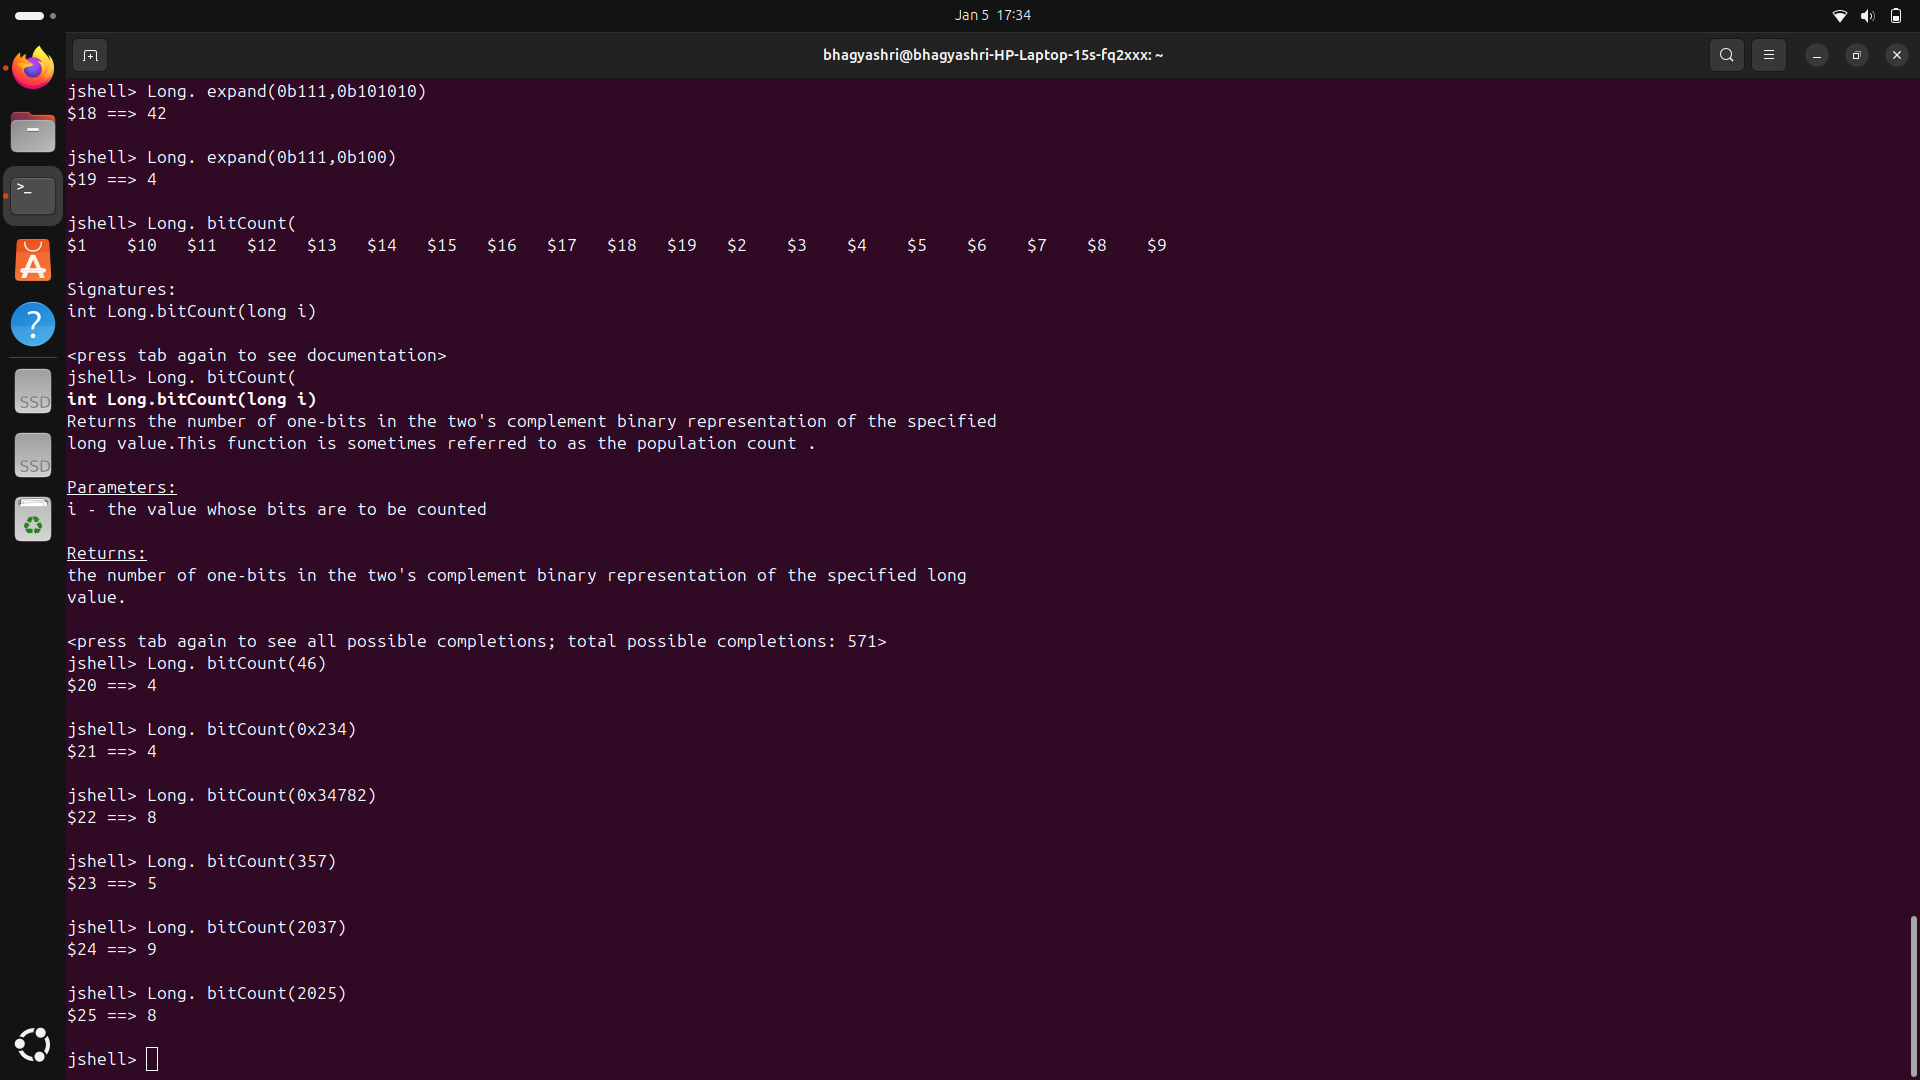 Jan 5 17:34
bhagyashri@bhagyashri-HP-Laptop-15s-fq2xxx: ~
jshell> Long. expand(0b111,0b101010)
$18 ==> 42
jshell> Long. expand(0b111,0b100)
$19 ==> 4
jshell> Long. bitCount(
$1 $10 $11 $12 $13 $14 $15 $16 $17 $18 $19 $2 $3 $4 $5 $6 $7 $8 $9
Signatures:
int Long.bitCount(long i)
<press tab again to see documentation>
jshell> Long. bitCount(
int Long.bitCount(long i)
Returns the number of one-bits in the two's complement binary representation of the specified
long value.This function is sometimes referred to as the population count .
Parameters:
i - the value whose bits are to be counted
Returns:
the number of one-bits in the two's complement binary representation of the specified long
value.
<press tab again to see all possible completions; total possible completions: 571>
jshell> Long. bitCount(46)
$20 ==> 4
jshell> Long. bitCount(0x234)
$21 ==> 4
jshell> Long. bitCount(0x34782)
$22 ==> 8
jshell> Long. bitCount(357)
$23 ==> 5
jshell> Long. bitCount(2037)
$24 ==> 9
jshell> Long. bitCount(2025)
$25 ==> 8
jshell>
>_
A
?
SSD
SSD